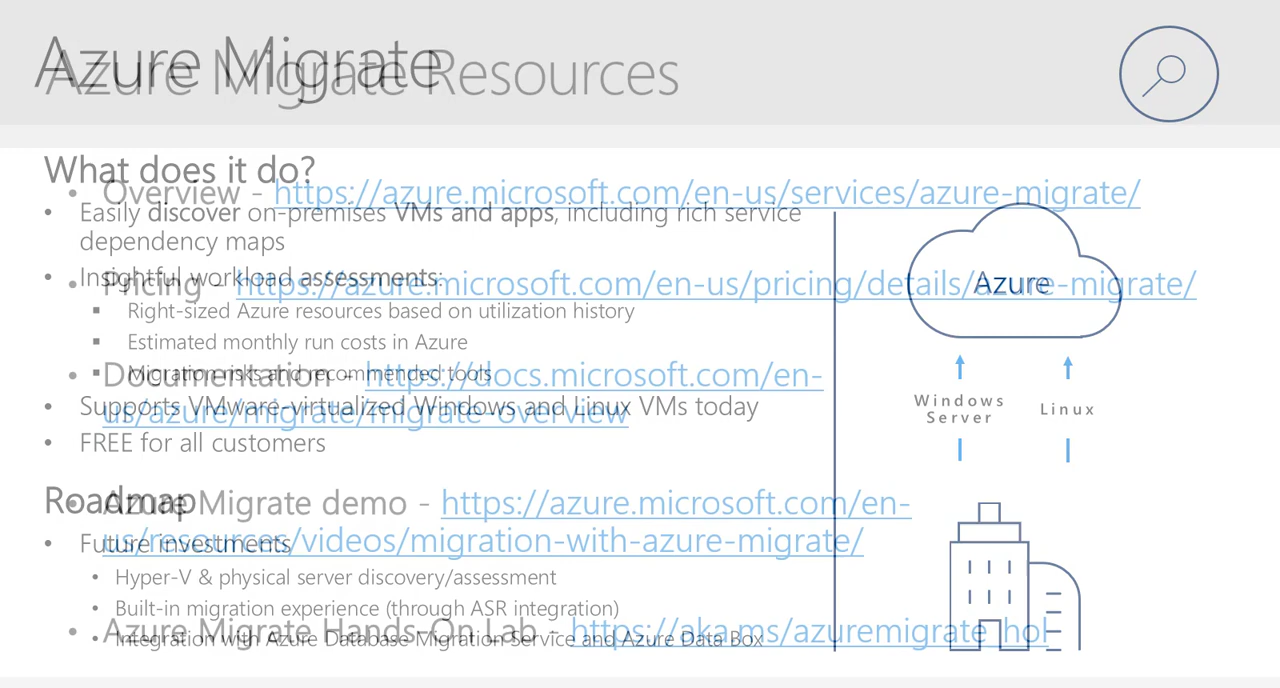 Azure Migrate
Azure Migrate Resources
What does it do?
• Easily discover on-premises VMs and apps, including rich service
dependency maps
• Insightful workload assessments:
▪ Right-sized Azure resources based on utilization history
▪ Estimated monthly run costs in Azure
▪ Migration risks and recommended tools
• Supports VMware-virtualized Windows and Linux VMs today
• FREE for all customers
Roadmap
• Future investments
• Hyper-V & physical server discovery/assessment
• Built-in migration experience (through ASR integration)
• Integration with Azure Database Migration Service and Azure Data Box
• Overview - https://azure.microsoft.com/en-us/services/azure-migrate/
• Pricing - https://azure.microsoft.com/en-us/pricing/details/azure-migrate/
• Documentation - https://docs.microsoft.com/en-
us/azure/migrate/migrate-overview
• Azure Migrate demo - https://azure.microsoft.com/en-
us/resources/videos/migration-with-azure-migrate/
• Azure Migrate Hands-On Lab - https://aka.ms/azuremigrate_hol
Azure
Windows
Server
Linux